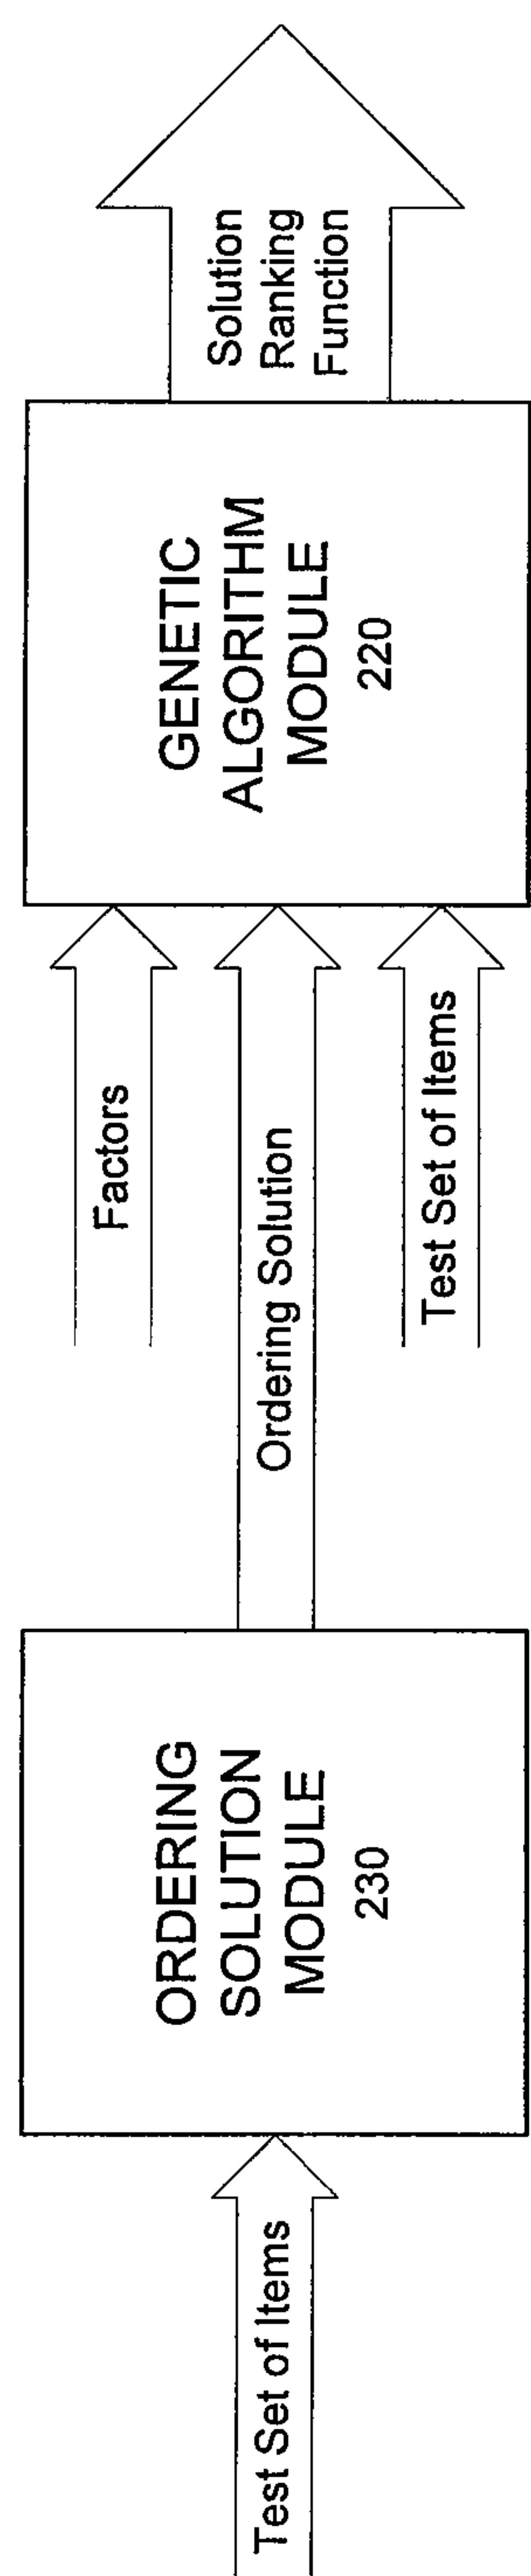 Test Set of Items
ORDERING
SOLUTION
MODULE
230
Factors
Ordering Solution
Test Set of Items
GENETIC
ALGORITHM
MODULE
220
Solution
Ranking
Function